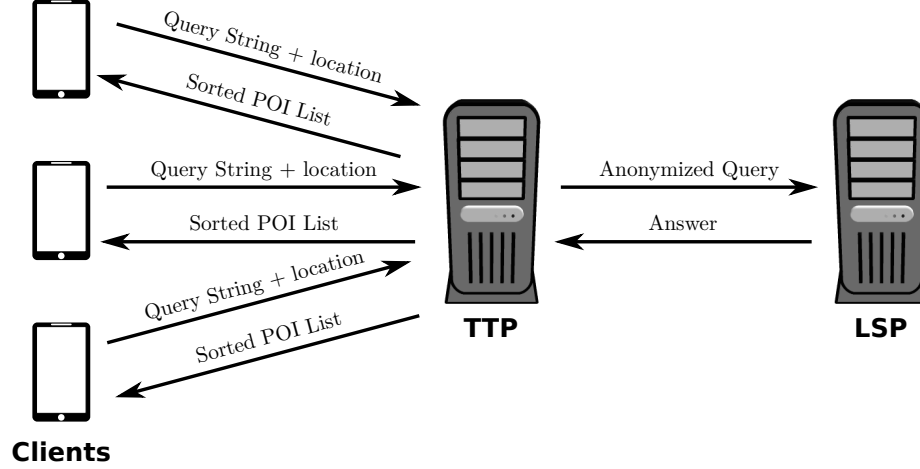 Query String + location
Sorted POI List
Query String + location
Anonymized Query
Sorted POI List
Answer
Query String + location
Sorted POI List
TTP
LSP
Clients